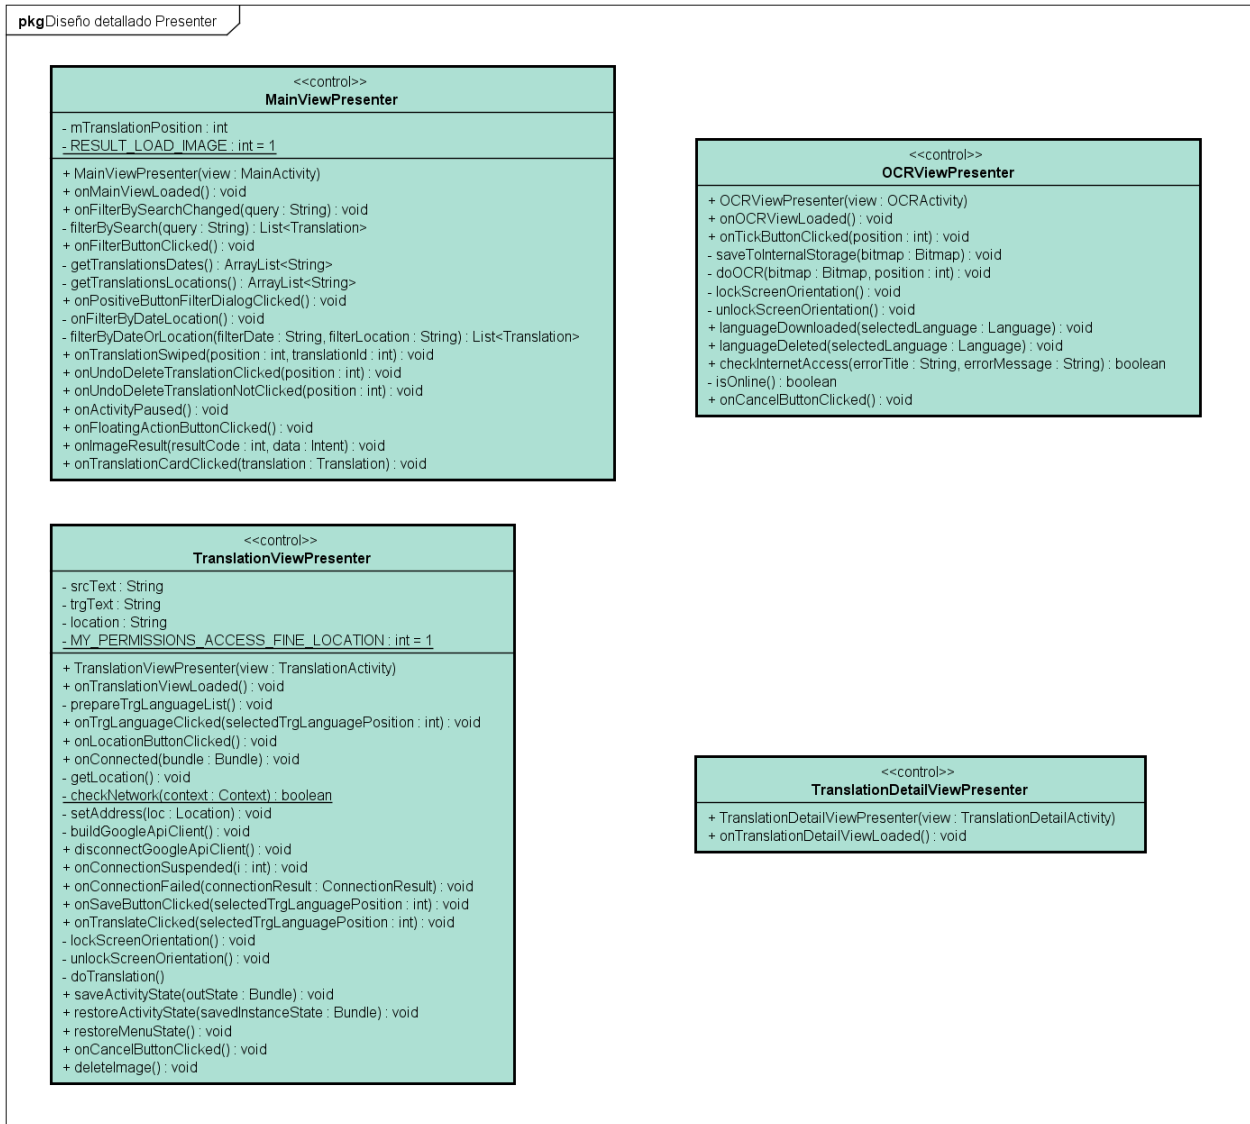 pkg Diseño detallado Presenter
<<control>>
MainViewPresenter
- mTranslationPosition : int
- RESULT_LOAD_IMAGE : int = 1
+ MainViewPresenter(view : MainActivity)
+ onMainViewLoaded() : void
+ onFilterBySearchChanged(query : String) : void
- filterBySearch(query : String) : List<Translation>
+ onFilterButtonClicked() : void
- getTranslationsDates() : ArrayList<String>
- getTranslationsLocations() : ArrayList<String>
+ onPositiveButtonFilterDialogClicked() : void
- onFilterByDateLocation() : void
- filterByDateOrLocation(filterDate : String, filterLocation : String) : List<Translation>
+ onTranslationSwiped(position : int, translationId : int) : void
+ onUndoDeleteTranslationClicked(position : int) : void
+ onUndoDeleteTranslationNotClicked(position : int) : void
+ onActivityPaused() : void
+ onFloatingActionButtonClicked() : void
+ onImageResult(resultCode : int, data : Intent) : void
+ onTranslationCardClicked(translation : Translation) : void
<<control>>
OCRViewPresenter
+ OCRViewPresenter(view : OCRActivity)
+ onOCRViewLoaded() : void
+ onTickButtonClicked(position : int) : void
- saveToInternalStorage(bitmap : Bitmap) : void
- doOCR(bitmap : Bitmap, position : int) : void
- lockScreenOrientation() : void
- unlockScreenOrientation() : void
+ languageDownloaded(selectedLanguage : Language) : void
+ languageDeleted(selectedLanguage : Language) : void
+ checkInternetAccess(errorTitle : String, errorMessage : String) : boolean
- isOnline() : boolean
+ onCancelButtonClicked() : void
<<control>>
TranslationViewPresenter
- srcText : String
- trgText : String
- location : String
- MY_PERMISSIONS_ACCESS_FINE_LOCATION : int = 1
+ TranslationViewPresenter(view : TranslationActivity)
+ onTranslationViewLoaded() : void
- prepareTrgLanguageList() : void
+ onTrgLanguageClicked(selectedTrgLanguagePosition : int) : void
+ onLocationButtonClicked() : void
+ onConnected(bundle : Bundle) : void
- getLocation() : void
- checkNetwork(context : Context) : boolean
- setAddress(loc : Location) : void
- buildGoogleApiClient() : void
+ disconnectGoogleApiClient() : void
+ onConnectionSuspended(i : int) : void
+ onConnectionFailed(connectionResult : ConnectionResult) : void
+ onSaveButtonClicked(selectedTrgLanguagePosition : int) : void
+ onTranslateClicked(selectedTrgLanguagePosition : int) : void
- lockScreenOrientation() : void
- unlockScreenOrientation() : void
- doTranslation()
+ saveActivityState(outState : Bundle) : void
+ restoreActivityState(savedInstanceState : Bundle) : void
+ restoreMenuState() : void
+ onCancelButtonClicked() : void
+ deleteImage() : void
<<control>>
TranslationDetailViewPresenter
+ TranslationDetailViewPresenter(view : TranslationDetailActivity)
+ onTranslationDetailViewLoaded() : void